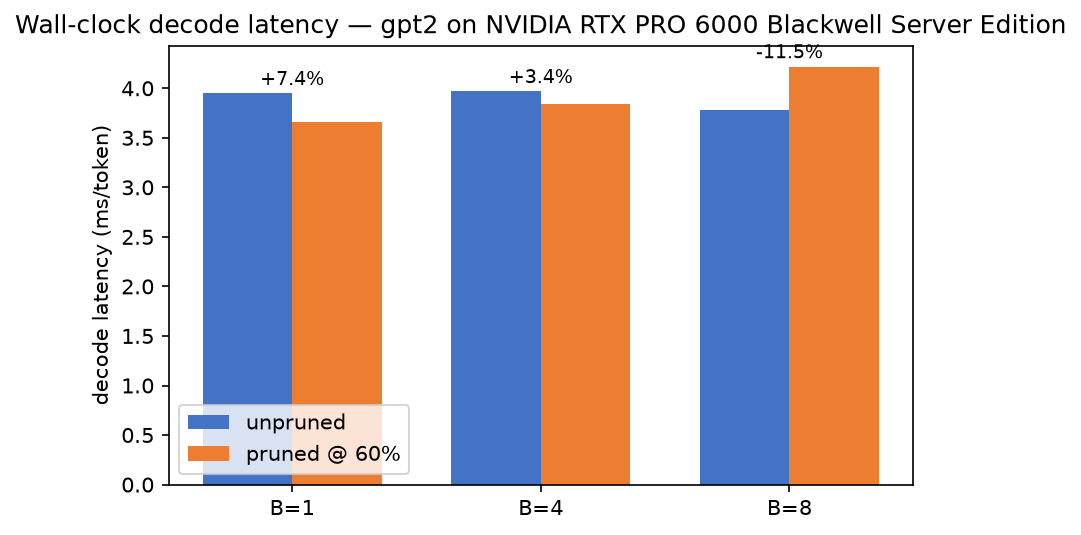 Wall-clock decode latency — gpt2 on NVIDIA RTX PRO 6000 Blackwell Server Edition
decode latency (ms/token)
4.0
3.5
3.0
2.5
2.0
1.5
1.0
0.5
0.0
+7.4%
+3.4%
-11.5%
unpruned
pruned @ 60%
B=1
B=4
B=8